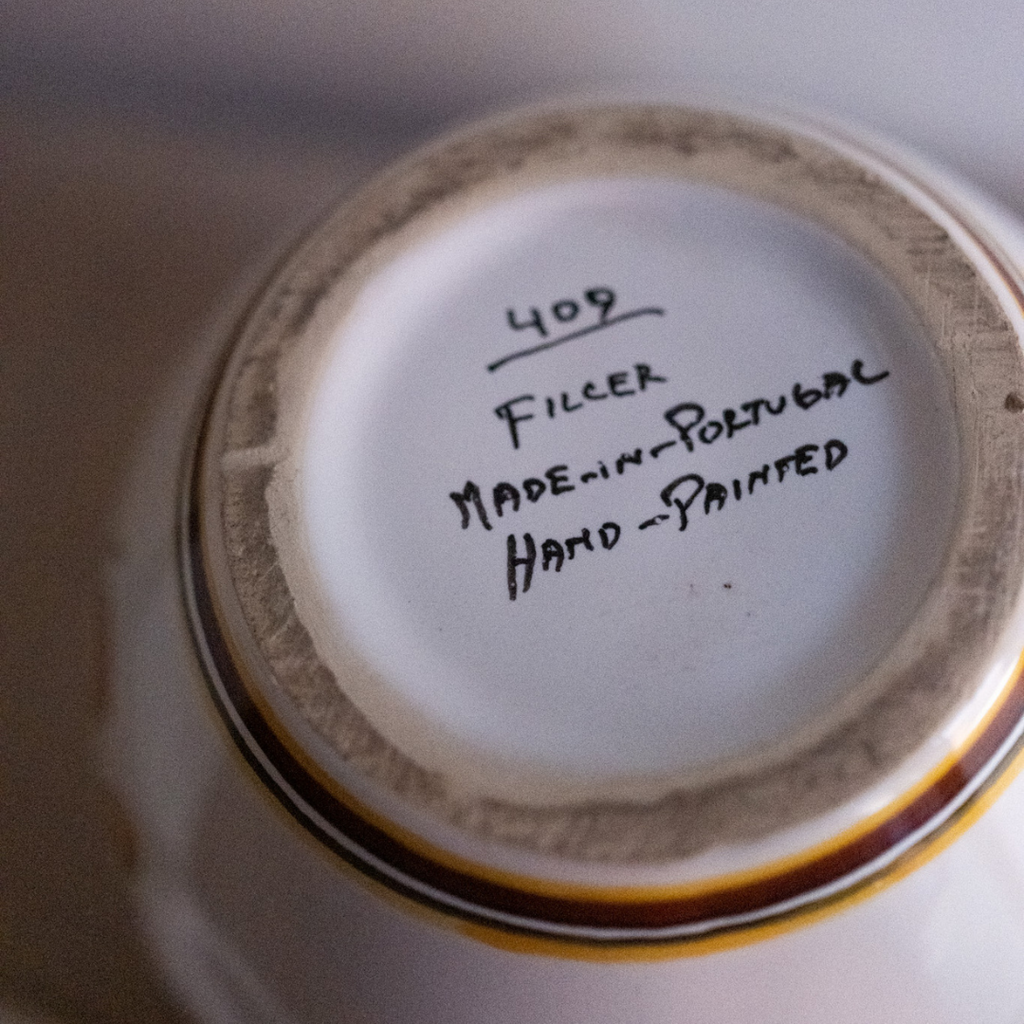 409
FILCER
MADE-IN-PORTUGAL
HAND-PAINTED